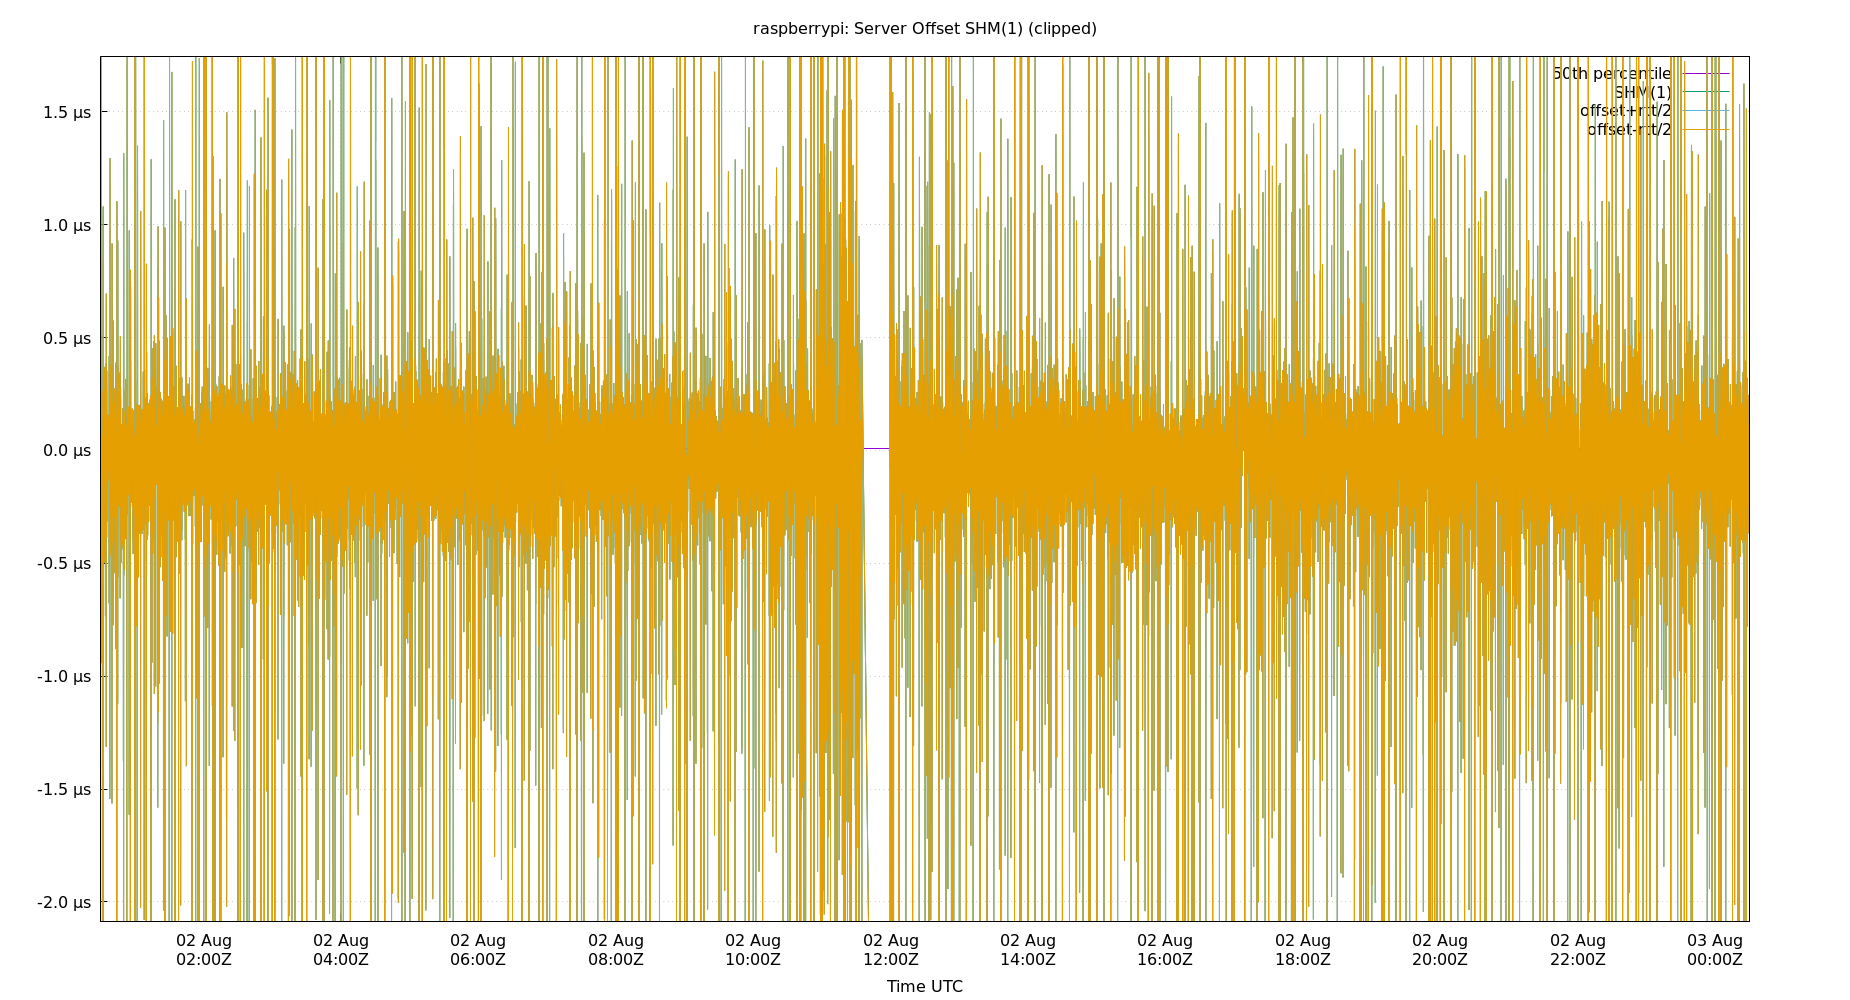 raspberrypi: Server Offset SHM(1) (clipped)
50th percentile
SHM(1)
offset+rtt/2
offset-rtt/2
1.5 µs
1.0 µs
0.5 µs
0.0 µs
-0.5 µs
-1.0 µs
-1.5 µs
-2.0 µs
02 Aug 02 Aug 02 Aug 02 Aug 02 Aug 02 Aug 02 Aug 02 Aug 02 Aug 02 Aug 02 Aug 03 Aug
02:00Z 04:00Z 06:00Z 08:00Z 10:00Z 12:00Z 14:00Z 16:00Z 18:00Z 20:00Z 22:00Z 00:00Z
Time UTC